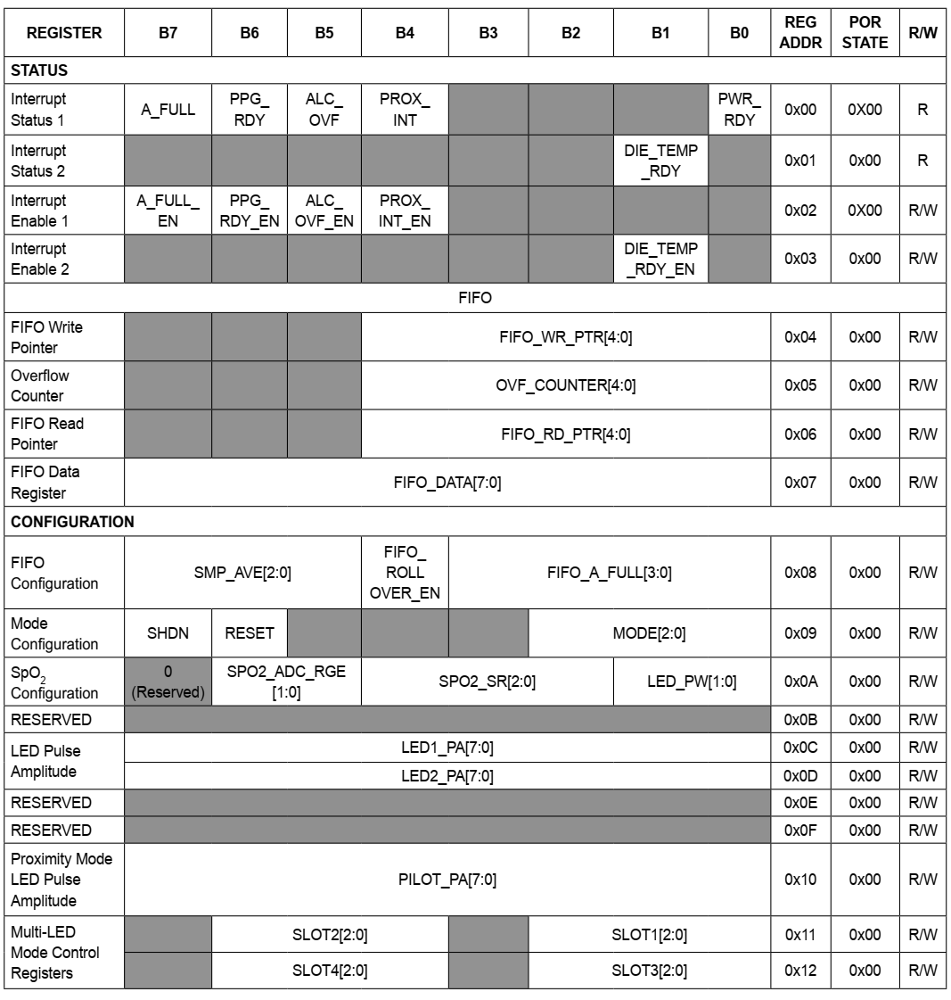 REGISTER B7 B6 B5 B4 B3 B2 B1 B0 REG ADDR POR STATE R/W
STATUS
Interrupt Status 1 A_FULL PPG_ RDY ALC_ OVF PROX_ INT PWR_ RDY 0x00 0X00 R
Interrupt Status 2 DIE_TEMP _RDY 0x01 0x00 R
Interrupt Enable 1 A_FULL_ EN PPG_ RDY_EN ALC_ OVF_EN PROX_ INT_EN 0x02 0X00 R/W
Interrupt Enable 2 DIE_TEMP _RDY_EN 0x03 0x00 R/W
FIFO
FIFO Write Pointer FIFO_WR_PTR[4:0] 0x04 0x00 R/W
Overflow Counter OVF_COUNTER[4:0] 0x05 0x00 R/W
FIFO Read Pointer FIFO_RD_PTR[4:0] 0x06 0x00 R/W
FIFO Data Register FIFO_DATA[7:0] 0x07 0x00 R/W
CONFIGURATION
FIFO Configuration SMP_AVE[2:0] FIFO_ ROLL OVER_EN FIFO_A_FULL[3:0] 0x08 0x00 R/W
Mode Configuration SHDN RESET MODE[2:0] 0x09 0x00 R/W
SpO2 Configuration 0 (Reserved) SPO2_ADC_RGE [1:0] SPO2_SR[2:0] LED_PW[1:0] 0x0A 0x00 R/W
RESERVED 0x0B 0x00 R/W
LED Pulse Amplitude LED1_PA[7:0] 0x0C 0x00 R/W
LED2_PA[7:0] 0x0D 0x00 R/W
RESERVED 0x0E 0x00 R/W
RESERVED 0x0F 0x00 R/W
Proximity Mode LED Pulse Amplitude PILOT_PA[7:0] 0x10 0x00 R/W
Multi-LED Mode Control Registers SLOT2[2:0] SLOT1[2:0] 0x11 0x00 R/W
SLOT4[2:0] SLOT3[2:0] 0x12 0x00 R/W